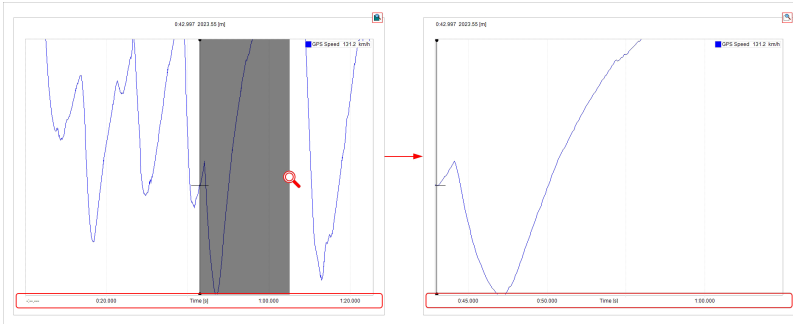 0:42.997 2023.55 [m]
GPS Speed 131.2 km/h
-:--.--- 0:20.000 Time [s] 1:00.000 1:20.000
0:42.997 2023.55 [m]
GPS Speed 131.2 km/h
0:45.000 0:50.000 Time [s] 1:00.000